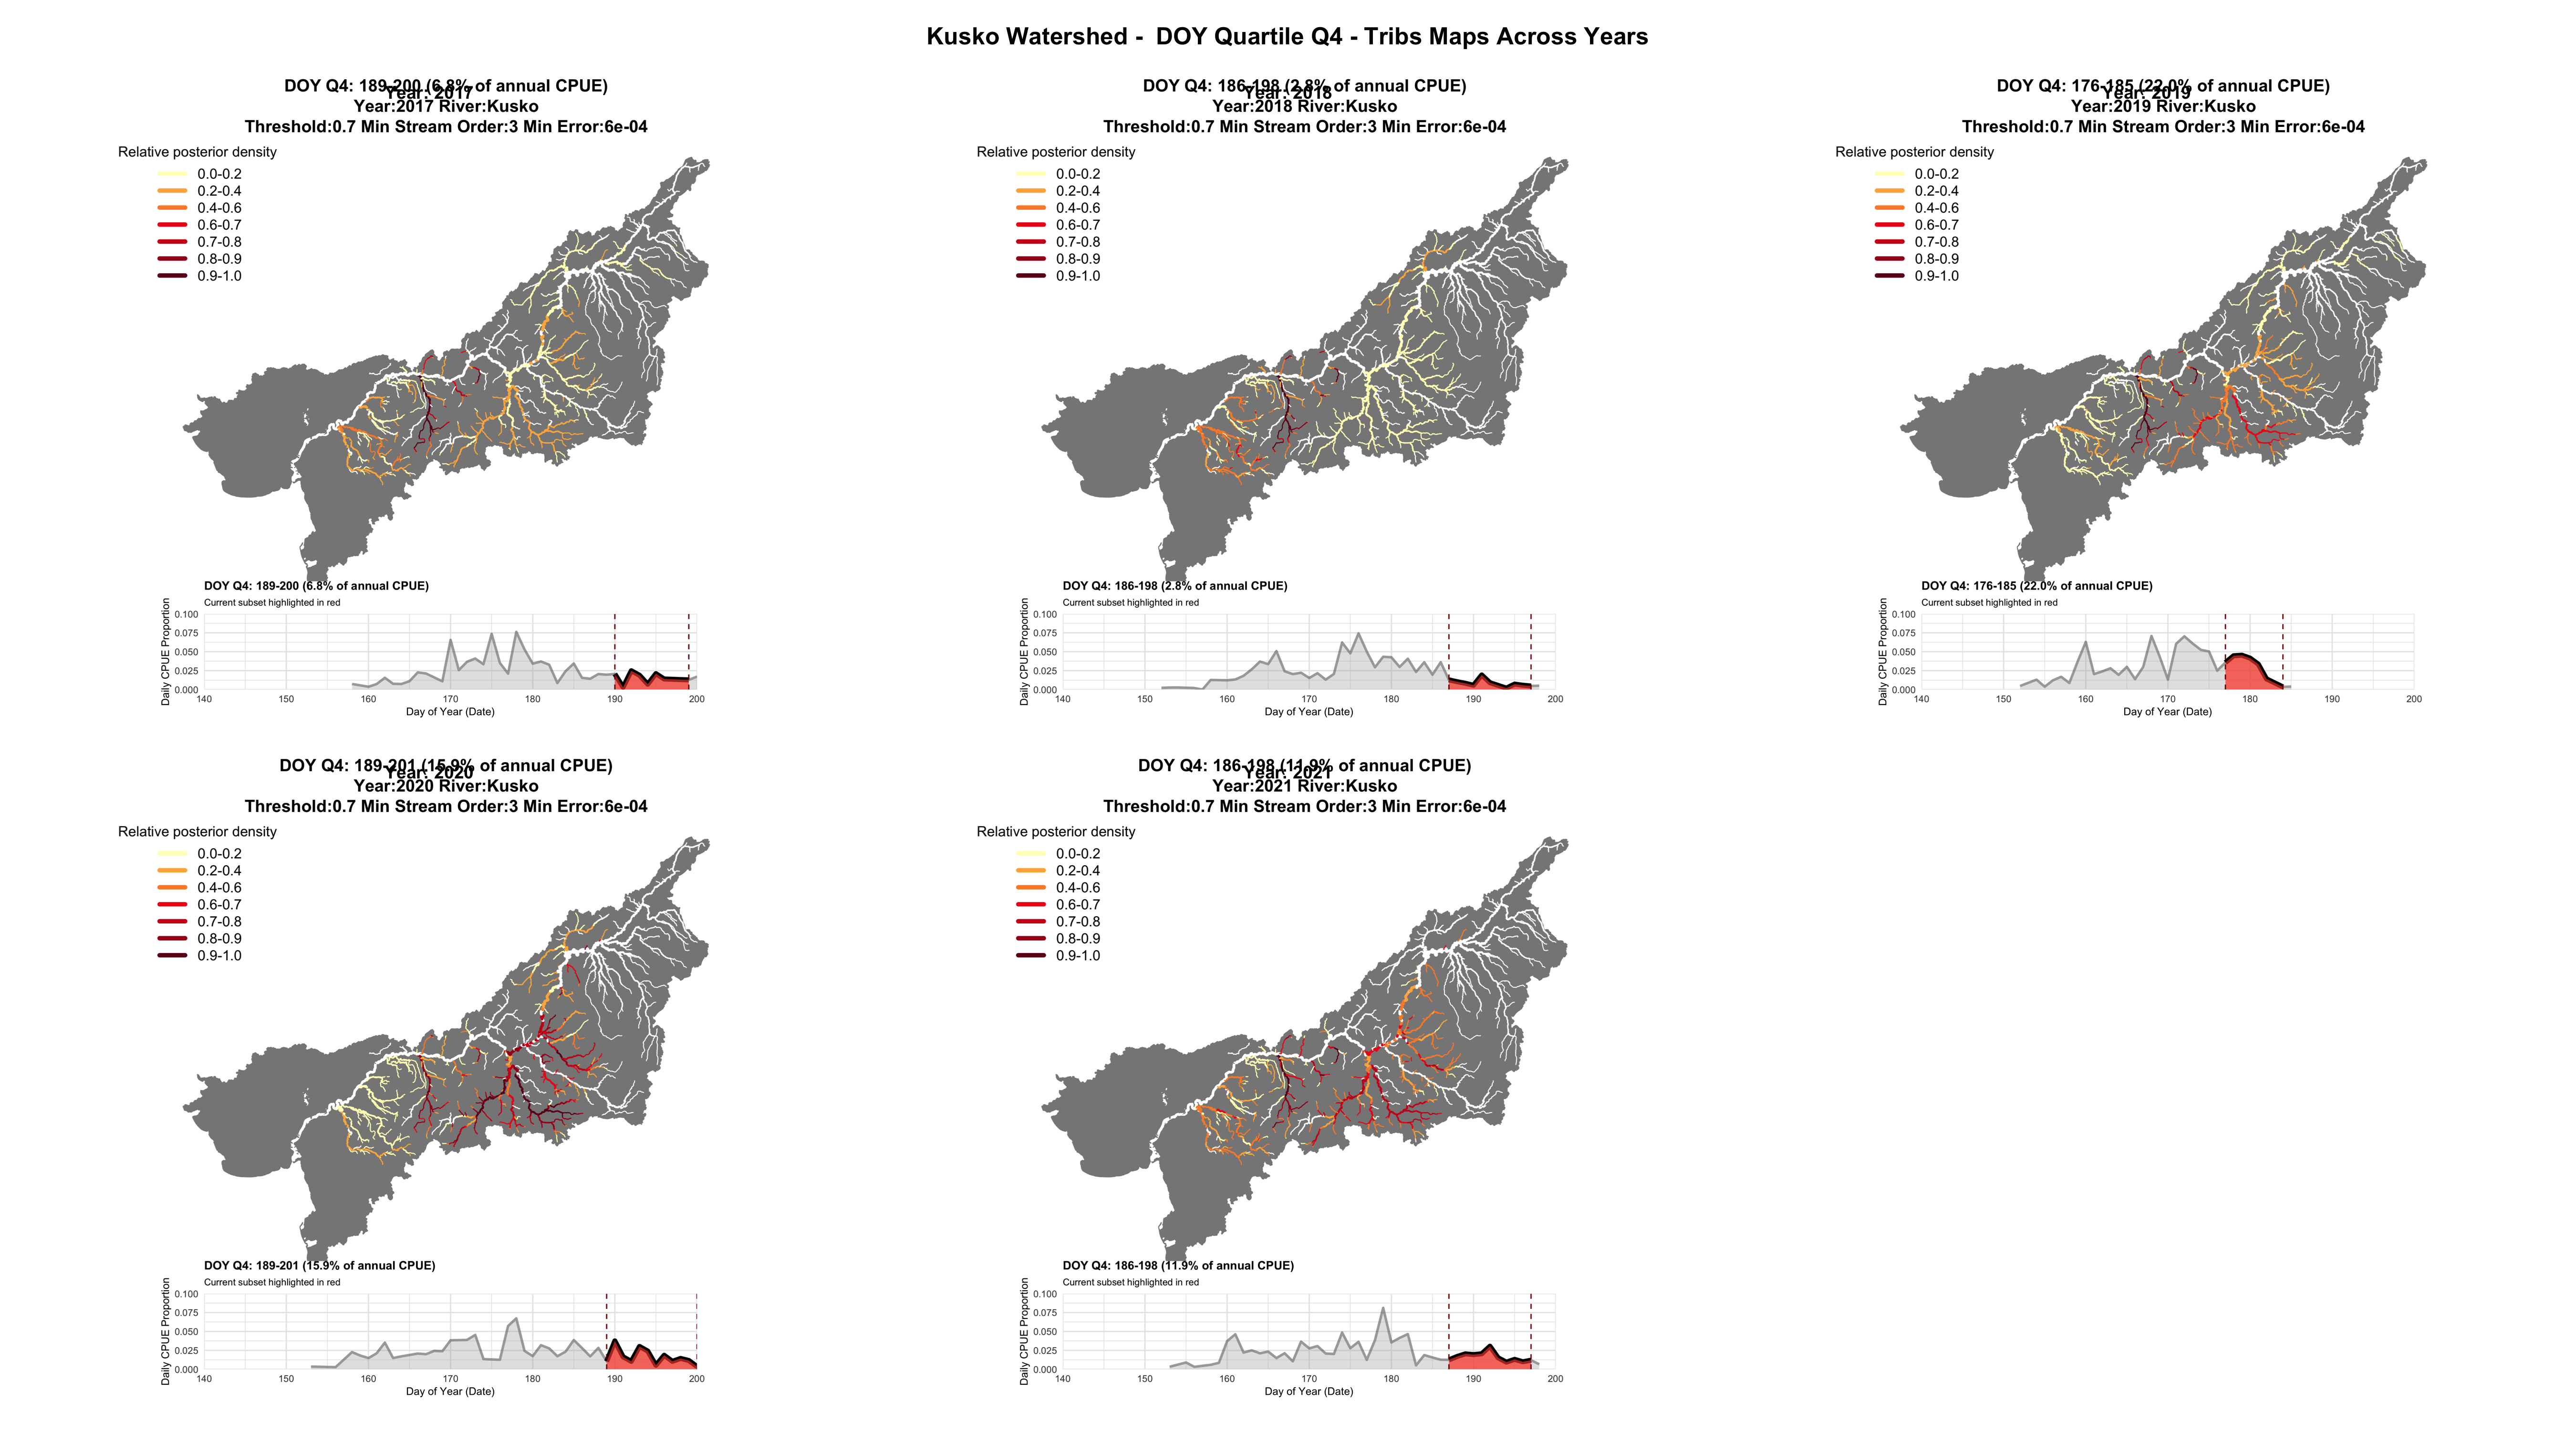 Kusko Watershed -  DOY Quartile Q4 - Tribs Maps Across Years
DOY Q4: 189-200 (6.8% of annual CPUE)
Year: 2017
Year:2017 River:Kusko
Threshold:0.7 Min Stream Order:3 Min Error:6e-04
Relative posterior density
0.0-0.2
0.2-0.4
0.4-0.6
0.6-0.7
0.7-0.8
0.8-0.9
0.9-1.0
DOY Q4: 189-200 (6.8% of annual CPUE)
Current subset highlighted in red
Daily CPUE Proportion
0.100
0.075
0.050
0.025
0.000
140 150 160 170 180 190 200
Day of Year (Date)
DOY Q4: 186-198 (2.8% of annual CPUE)
Year: 2018
Year:2018 River:Kusko
Threshold:0.7 Min Stream Order:3 Min Error:6e-04
Relative posterior density
0.0-0.2
0.2-0.4
0.4-0.6
0.6-0.7
0.7-0.8
0.8-0.9
0.9-1.0
DOY Q4: 186-198 (2.8% of annual CPUE)
Current subset highlighted in red
Daily CPUE Proportion
0.100
0.075
0.050
0.025
0.000
140 150 160 170 180 190 200
Day of Year (Date)
DOY Q4: 176-185 (22.0% of annual CPUE)
Year: 2019
Year:2019 River:Kusko
Threshold:0.7 Min Stream Order:3 Min Error:6e-04
Relative posterior density
0.0-0.2
0.2-0.4
0.4-0.6
0.6-0.7
0.7-0.8
0.8-0.9
0.9-1.0
DOY Q4: 176-185 (22.0% of annual CPUE)
Current subset highlighted in red
Daily CPUE Proportion
0.100
0.075
0.050
0.025
0.000
140 150 160 170 180 190 200
Day of Year (Date)
DOY Q4: 189-201 (15.9% of annual CPUE)
Year: 2020
Year:2020 River:Kusko
Threshold:0.7 Min Stream Order:3 Min Error:6e-04
Relative posterior density
0.0-0.2
0.2-0.4
0.4-0.6
0.6-0.7
0.7-0.8
0.8-0.9
0.9-1.0
DOY Q4: 189-201 (15.9% of annual CPUE)
Current subset highlighted in red
Daily CPUE Proportion
0.100
0.075
0.050
0.025
0.000
140 150 160 170 180 190 200
Day of Year (Date)
DOY Q4: 186-198 (11.9% of annual CPUE)
Year: 2021
Year:2021 River:Kusko
Threshold:0.7 Min Stream Order:3 Min Error:6e-04
Relative posterior density
0.0-0.2
0.2-0.4
0.4-0.6
0.6-0.7
0.7-0.8
0.8-0.9
0.9-1.0
DOY Q4: 186-198 (11.9% of annual CPUE)
Current subset highlighted in red
Daily CPUE Proportion
0.100
0.075
0.050
0.025
0.000
140 150 160 170 180 190 200
Day of Year (Date)